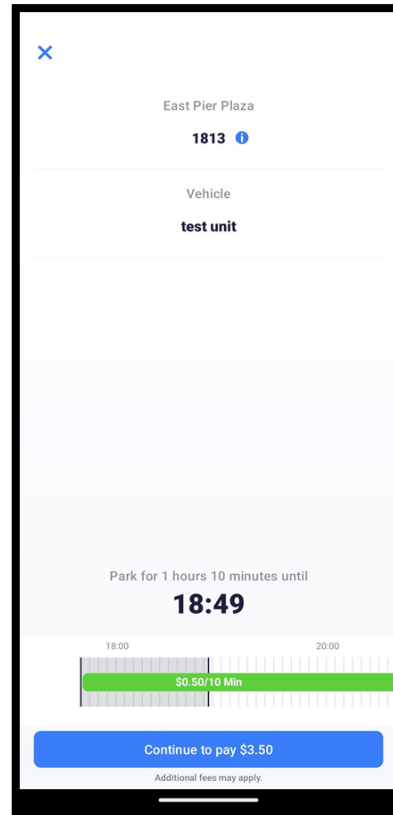 East Pier Plaza
1813
Vehicle
test unit
Park for 1 hours 10 minutes until
18:49
18:00 20:00
$0.50/10 Min
Continue to pay $3.50
Additional fees may apply.